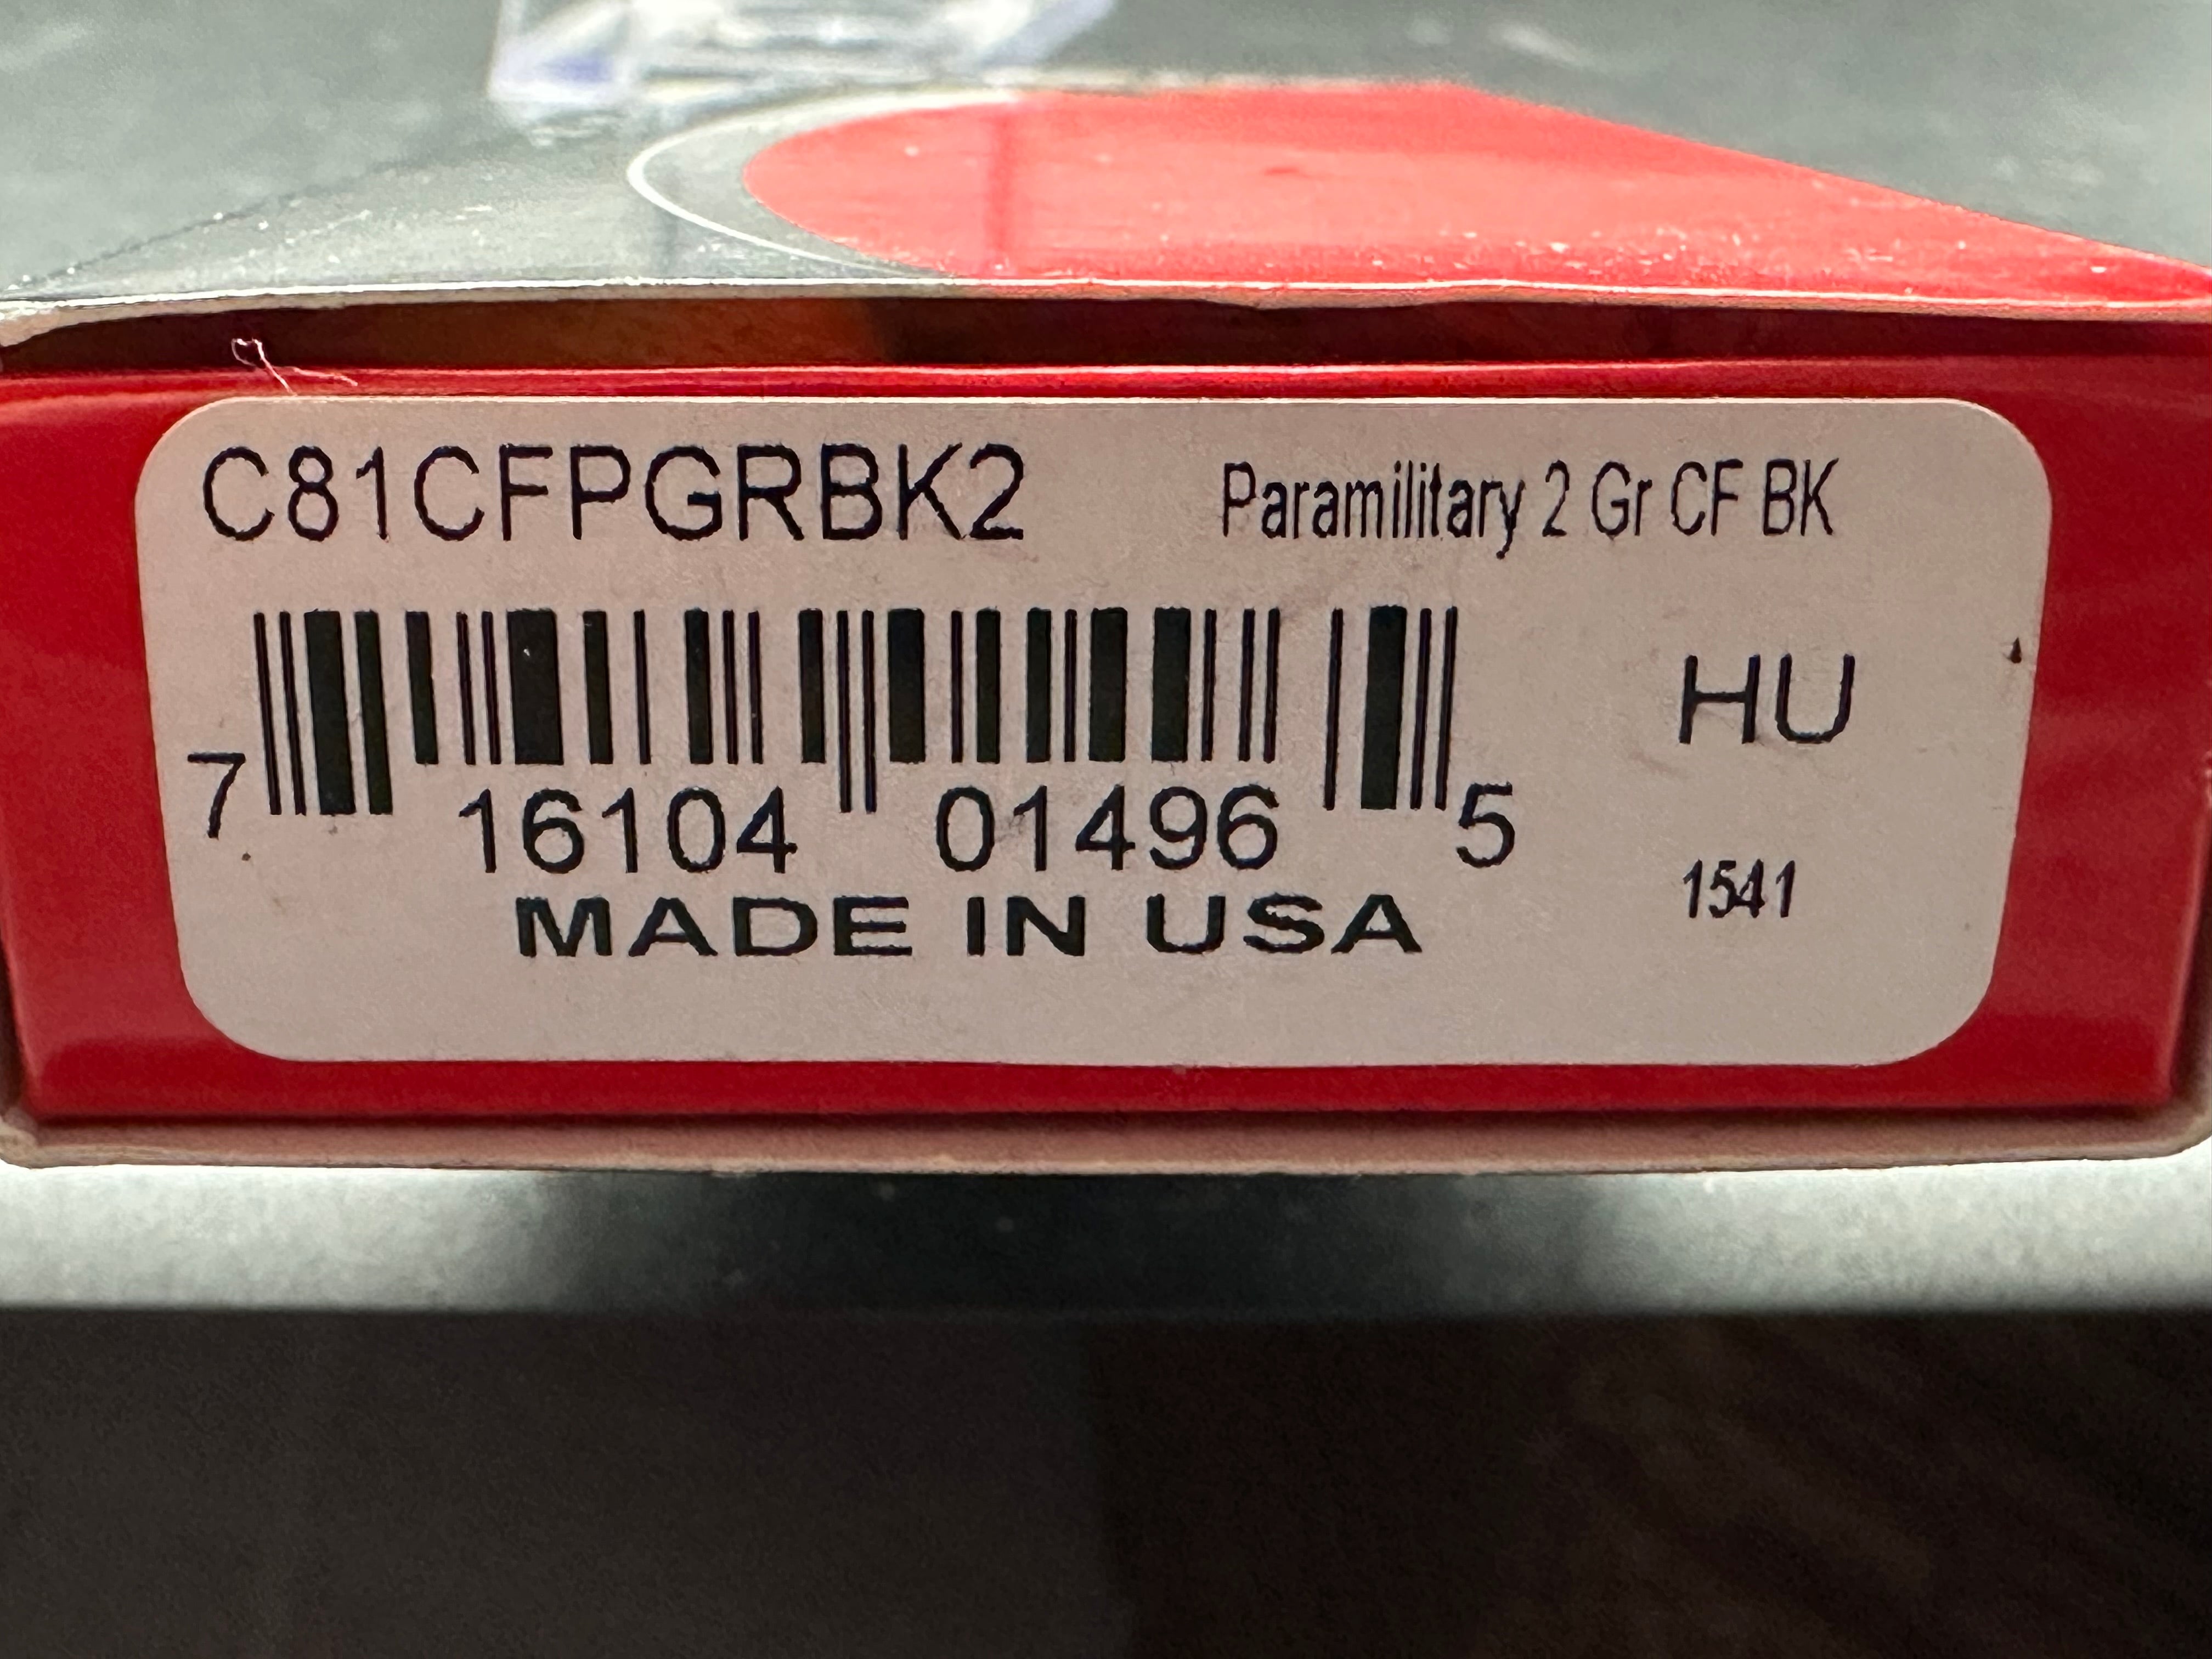 C81CFPGRBK2 Paramilitary 2 Gr CF BK
HU
7 16104 01496 5
1541
MADE IN USA